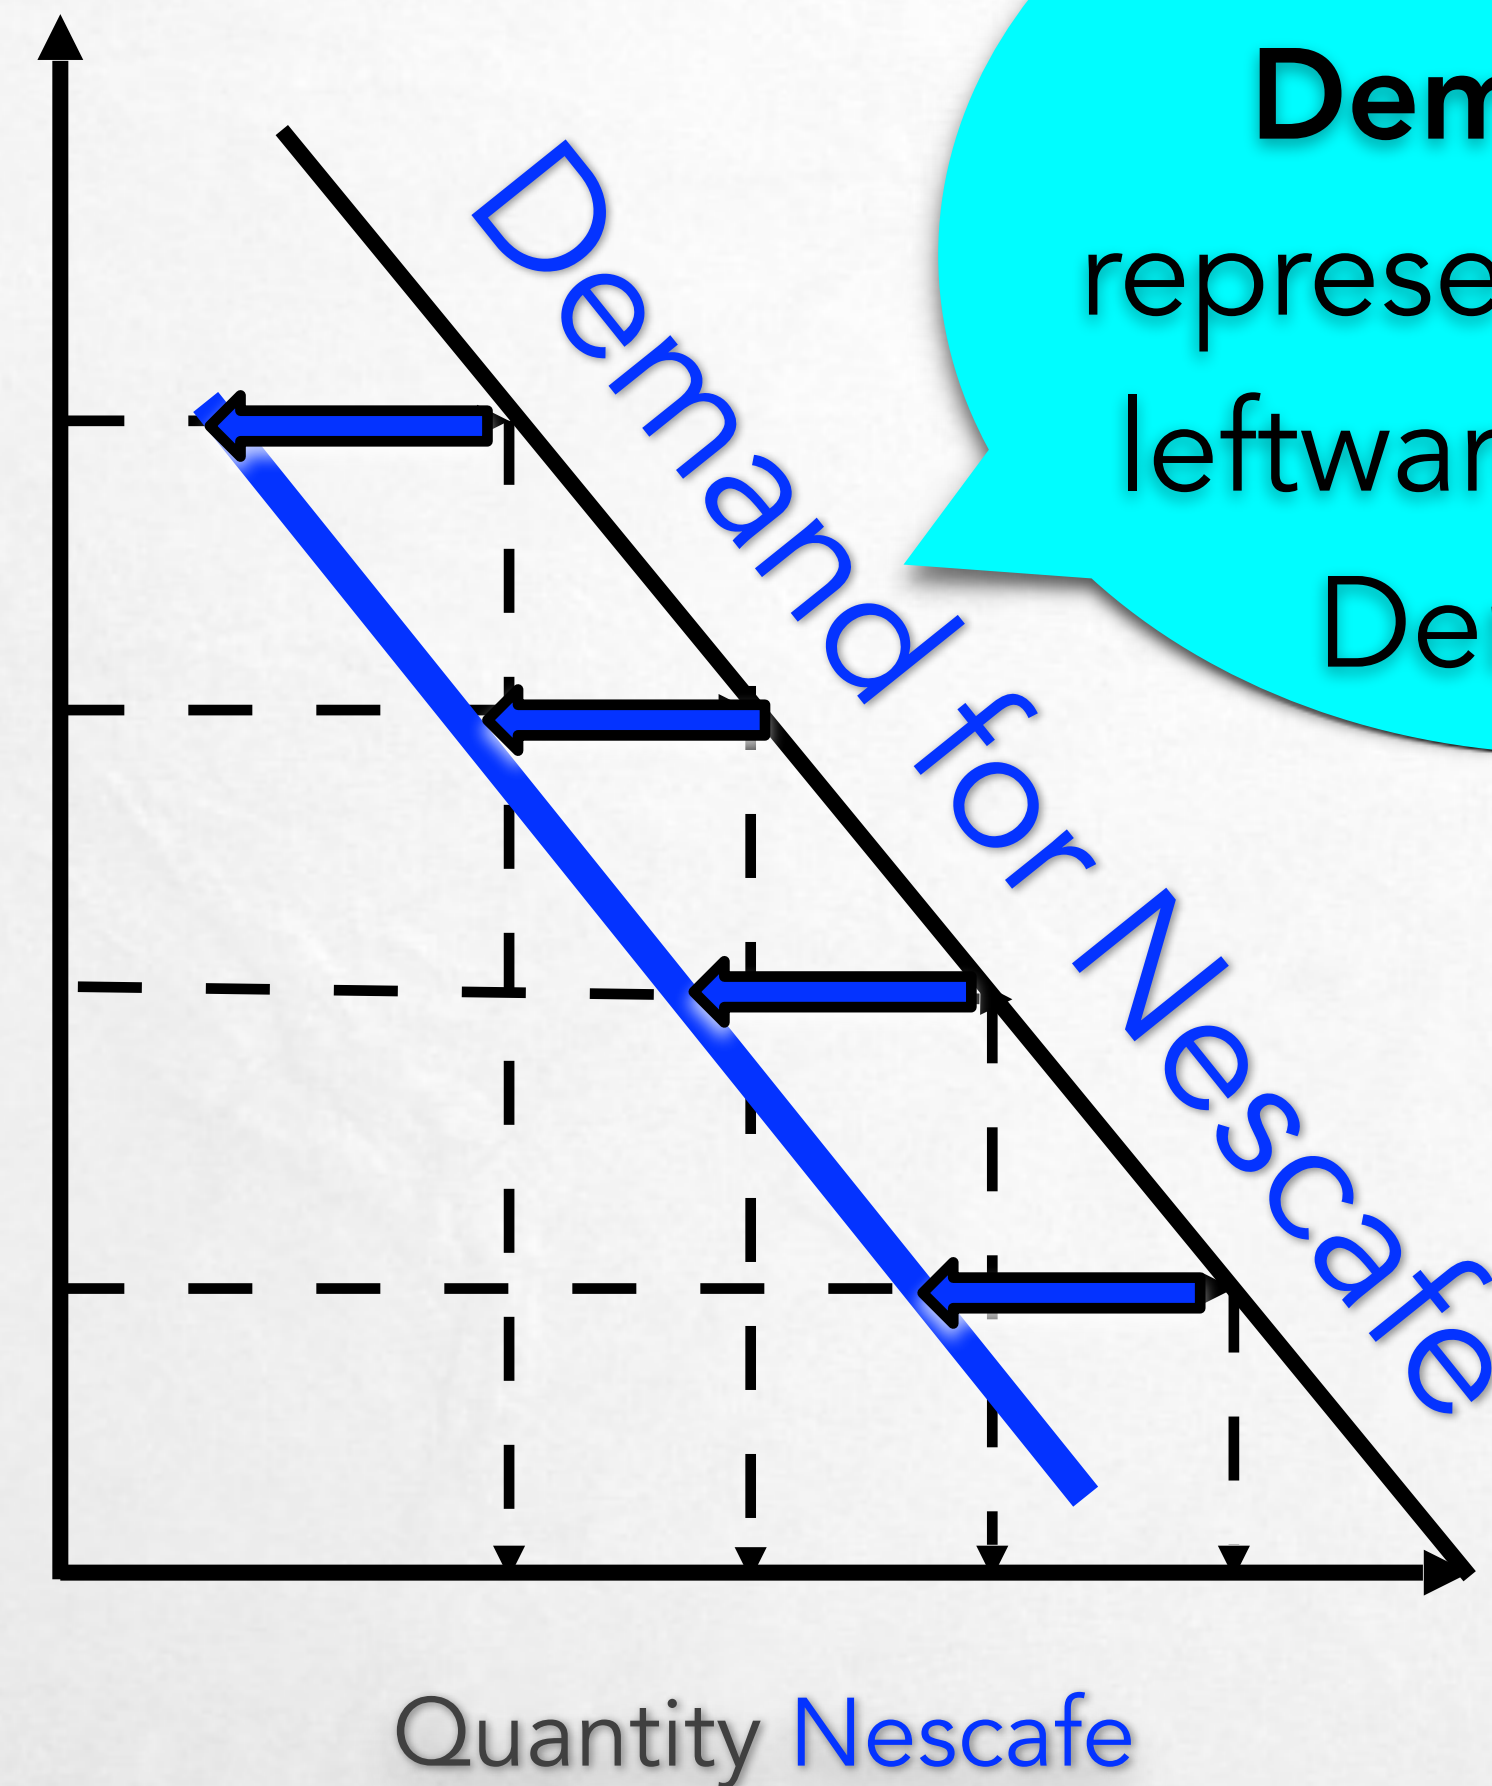 Dem
represe
leftwar
De
Demand for Nescafe
Quantity Nescafe